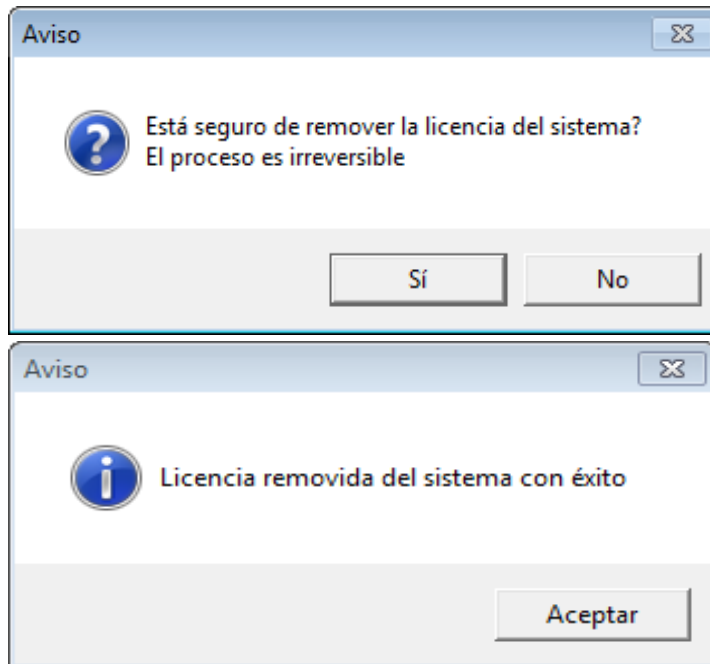 Aviso
Está seguro de remover la licencia del sistema?
El proceso es irreversible
Sí
No
Aviso
Licencia removida del sistema con éxito
Aceptar